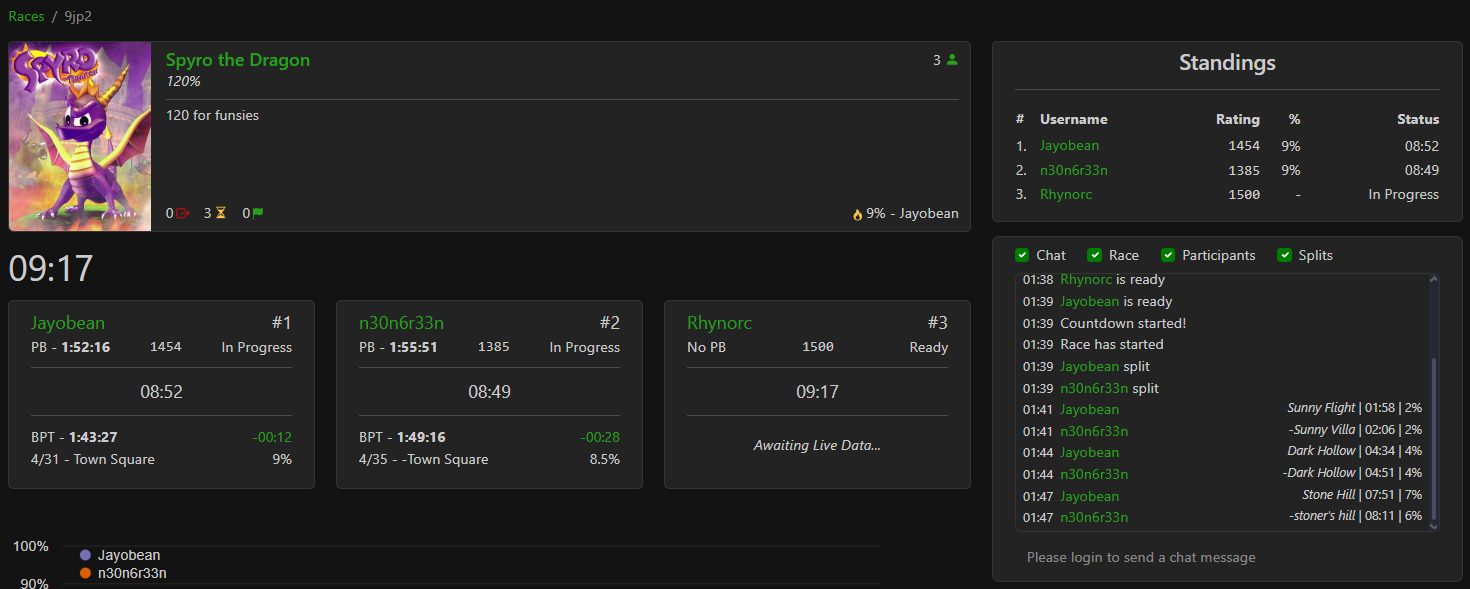 Races / 9jp2
SPYRO
Spyro the Dragon
3
120%
120 for funsies
0 3 0
9% - Jayobean
09:17
Jayobean #1
PB - 1:52:16 1454 In Progress
08:52
BPT - 1:43:27 -00:12
4/31 - Town Square 9%
n30n6r33n #2
PB - 1:55:51 1385 In Progress
08:49
BPT - 1:49:16 -00:28
4/35 - -Town Square 8.5%
Rhynorc #3
No PB 1500 Ready
09:17
Awaiting Live Data...
100%
Jayobean
n30n6r33n
90%
Standings
# Username Rating % Status
1. Jayobean 1454 9% 08:52
2. n30n6r33n 1385 9% 08:49
3. Rhynorc 1500 - In Progress
Chat Race Participants Splits
01:38 Rhynorc is ready
01:39 Jayobean is ready
01:39 Countdown started!
01:39 Race has started
01:39 Jayobean split
01:39 n30n6r33n split
01:41 Jayobean Sunny Flight | 01:58 | 2%
01:41 n30n6r33n -Sunny Villa | 02:06 | 2%
01:44 Jayobean Dark Hollow | 04:34 | 4%
01:44 n30n6r33n -Dark Hollow | 04:51 | 4%
01:47 Jayobean Stone Hill | 07:51 | 7%
01:47 n30n6r33n -stoner's hill | 08:11 | 6%
Please login to send a chat message